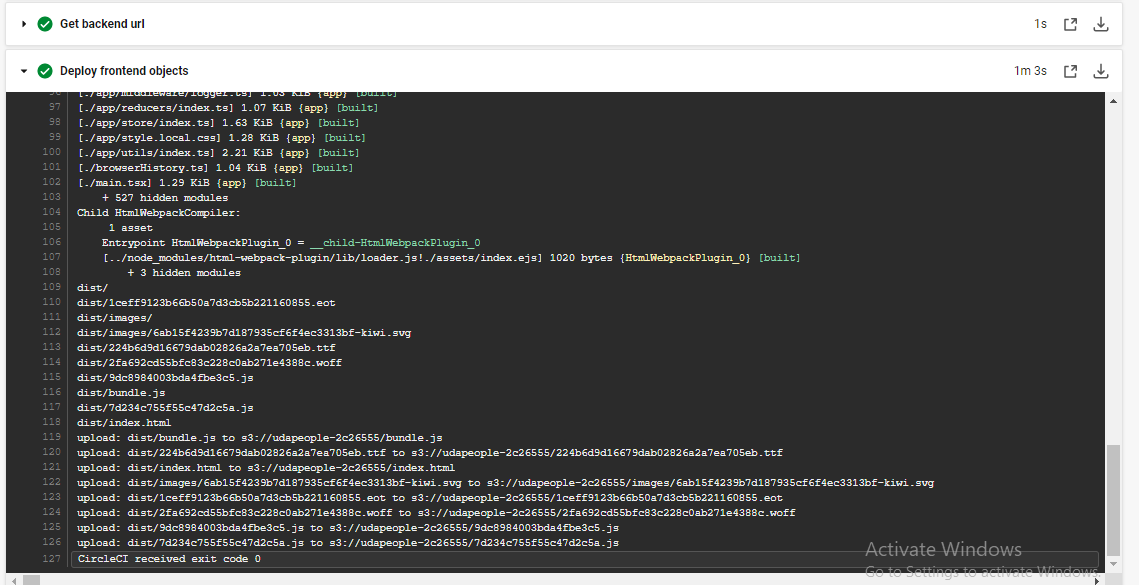 Get backend url 1s
Deploy frontend objects 1m 3s
96 [./app/middleware/logger.ts] 1.03 KiB {app} [built]
97 [./app/reducers/index.ts] 1.07 KiB {app} [built]
98 [./app/store/index.ts] 1.63 KiB {app} [built]
99 [./app/style.local.css] 1.28 KiB {app} [built]
100 [./app/utils/index.ts] 2.21 KiB {app} [built]
101 [./browserHistory.ts] 1.04 KiB {app} [built]
102 [./main.tsx] 1.29 KiB {app} [built]
103 + 527 hidden modules
104 Child HtmlWebpackCompiler:
105 1 asset
106 Entrypoint HtmlWebpackPlugin_0 = __child-HtmlWebpackPlugin_0
107 [../node_modules/html-webpack-plugin/lib/loader.js!./assets/index.ejs] 1020 bytes {HtmlWebpackPlugin_0} [built]
108 + 3 hidden modules
109 dist/
110 dist/1ceff9123b66b50a7d3cb5b221160855.eot
111 dist/images/
112 dist/images/6ab15f4239b7d187935cf6f4ec3313bf-kiwi.svg
113 dist/224b6d9d16679dab02826a2a7ea705eb.ttf
114 dist/2fa692cd55bfc83c228c0ab271e4388c.woff
115 dist/9dc8984003bda4fbe3c5.js
116 dist/bundle.js
117 dist/7d234c755f55c47d2c5a.js
118 dist/index.html
119 upload: dist/bundle.js to s3://udapeople-2c26555/bundle.js
120 upload: dist/224b6d9d16679dab02826a2a7ea705eb.ttf to s3://udapeople-2c26555/224b6d9d16679dab02826a2a7ea705eb.ttf
121 upload: dist/index.html to s3://udapeople-2c26555/index.html
122 upload: dist/images/6ab15f4239b7d187935cf6f4ec3313bf-kiwi.svg to s3://udapeople-2c26555/images/6ab15f4239b7d187935cf6f4ec3313bf-kiwi.svg
123 upload: dist/1ceff9123b66b50a7d3cb5b221160855.eot to s3://udapeople-2c26555/1ceff9123b66b50a7d3cb5b221160855.eot
124 upload: dist/2fa692cd55bfc83c228c0ab271e4388c.woff to s3://udapeople-2c26555/2fa692cd55bfc83c228c0ab271e4388c.woff
125 upload: dist/9dc8984003bda4fbe3c5.js to s3://udapeople-2c26555/9dc8984003bda4fbe3c5.js
126 upload: dist/7d234c755f55c47d2c5a.js to s3://udapeople-2c26555/7d234c755f55c47d2c5a.js
127 CircleCI received exit code 0
Activate Windows
Go to Settings to activate Windows.